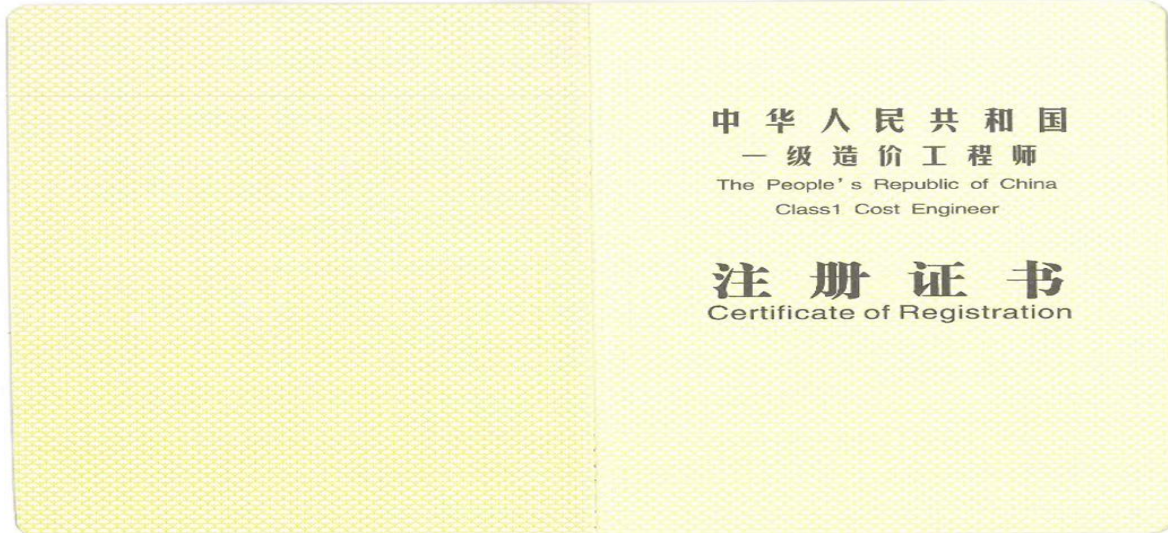 中华人民共和国
一级造价工程师
The People's Republic of China
Class1 Cost Engineer
注册证书
Certificate of Registration